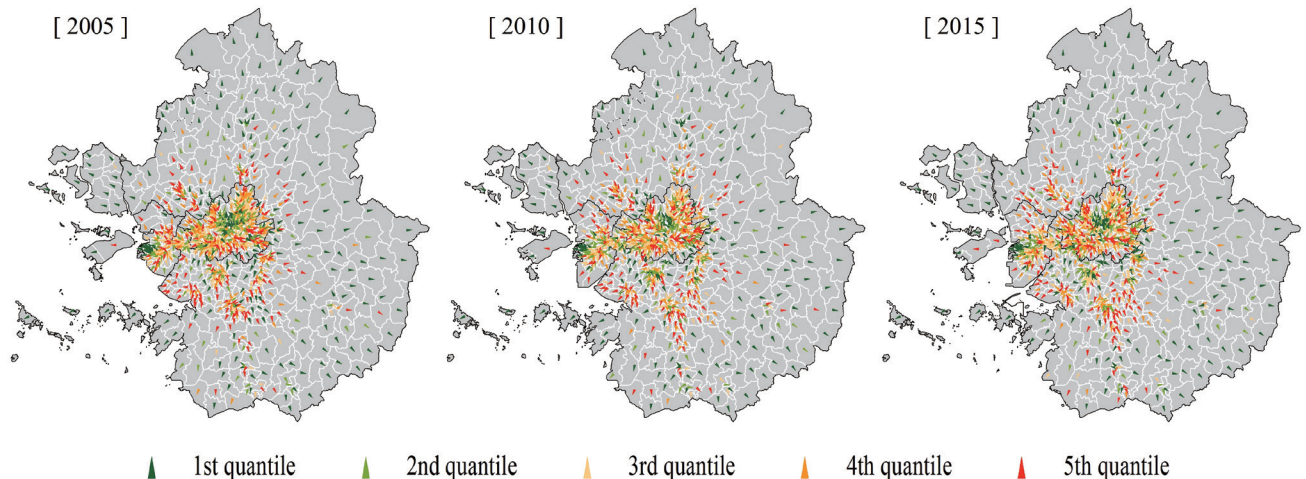 [ 2005 ]
[ 2010 ]
[ 2015 ]
1st quantile
2nd quantile
3rd quantile
4th quantile
5th quantile